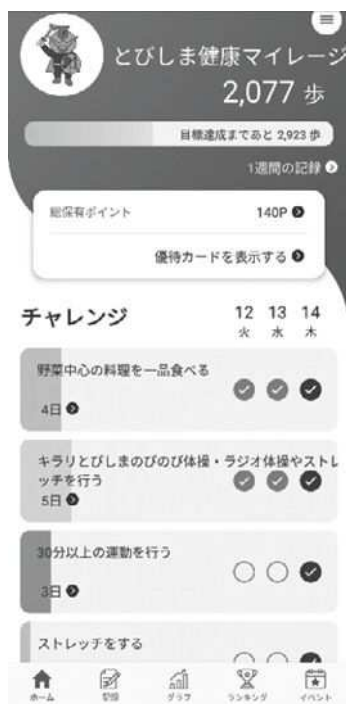 とびしま健康マイレージ
2,077 歩
目標達成まであと 2,923 歩
1週間の記録
総保有ポイント 140P
優待カードを表示する
チャレンジ 12 13 14
火 水 木
野菜中心の料理を一品食べる
4日
キラリとびしまのびのび体操・ラジオ体操やストレ
ッチを行う
5日
30分以上の運動を行う
3日
ストレッチをする
ホーム 記録 グラフ ランキング イベント